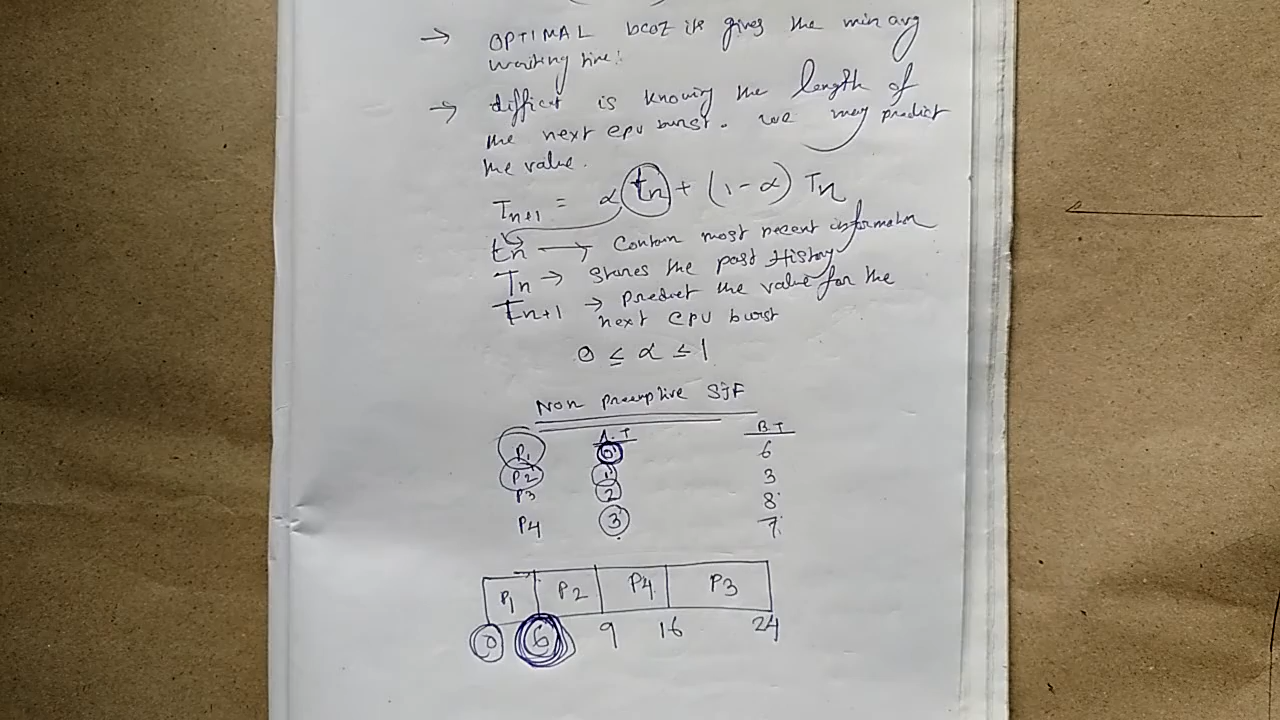 → OPTIMAL bcoz it gives the min avg
waiting time.
→ difficut is knowing the length of
the next cpu burst. we may predict
the value.
Tn+1 = α tn + (1-α) Tn
tn → Contain most recent information
Tn → Stores the past History
Tn+1 → Predict the value for the
next CPU burst
0 ≤ α ≤ 1
Non preemptive SJF
A.T B T
P1 0 6
P2 1 3
P3 2 8
P4 3 7
P1 P2 P4 P3
0 6 9 16 24